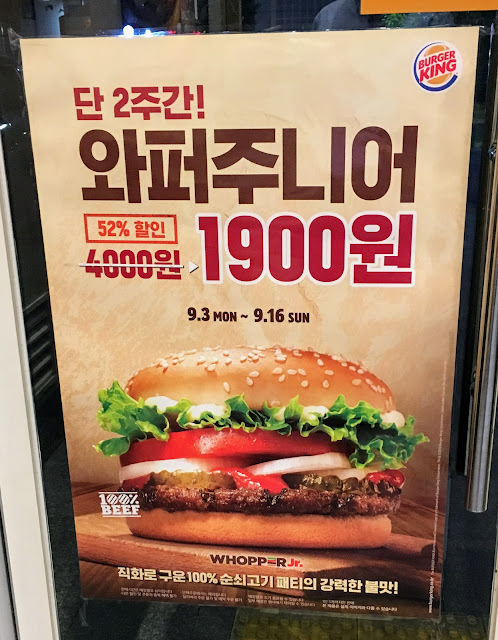 BURGER
KING
단 2주간!
와퍼주니어
52% 할인
4000원
1900원
9.3 MON ~ 9.16 SUN
100%
BEEF
WHOPPER Jr.
직화로 구운 100% 순쇠고기 패티의 강력한 불맛!